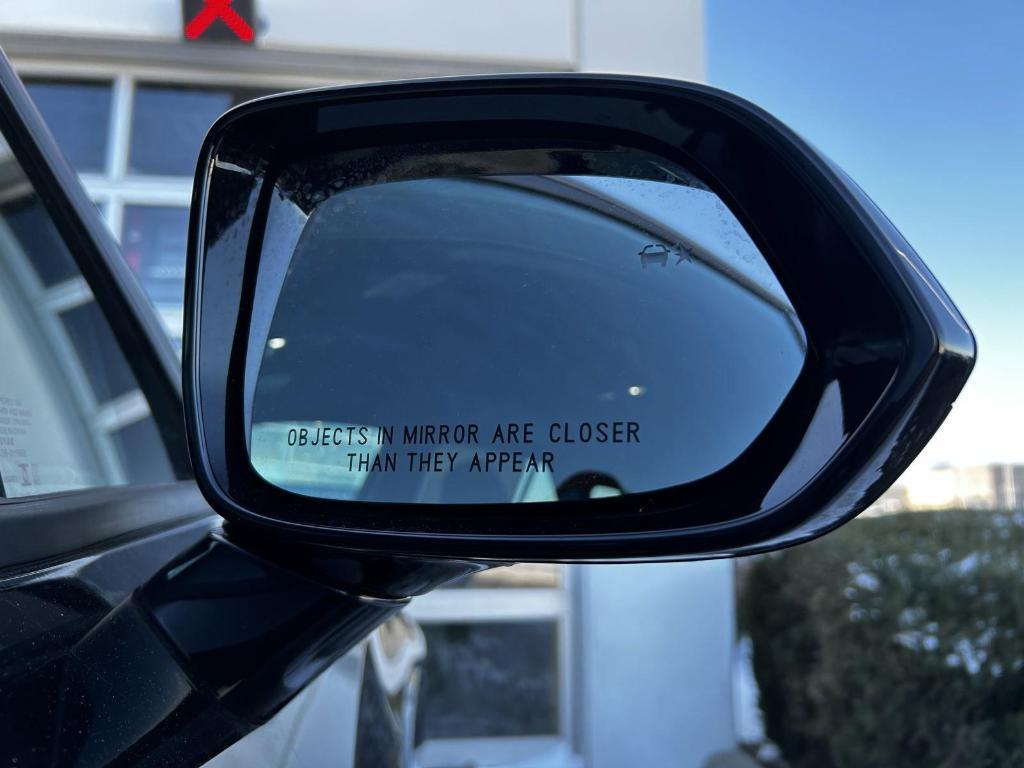 OBJECTS IN MIRROR ARE CLOSER
THAN THEY APPEAR